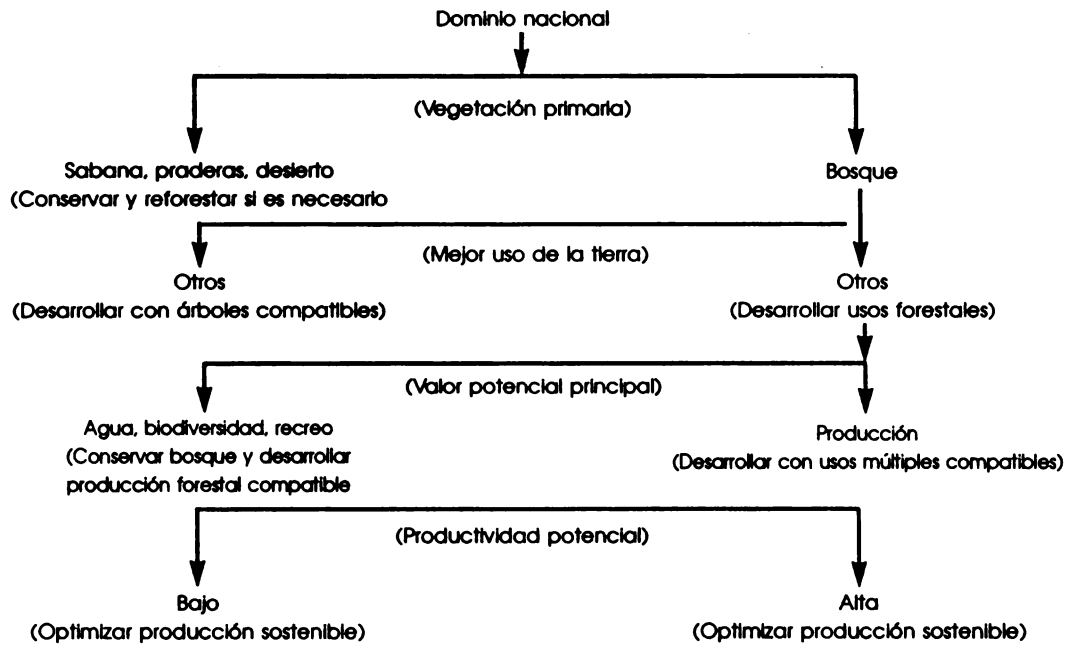 Dominio nacional
(Vegetación primaria)
Sabana, praderas, desierto
(Conservar y reforestar si es necesario
Bosque
(Mejor uso de la tierra)
Otros
(Desarrollar con árboles compatibles)
Otros
(Desarrollar usos forestales)
(Valor potencial principal)
Agua, biodiversidad, recreo
(Conservar bosque y desarrollar
producción forestal compatible
Producción
(Desarrollar con usos múltiples compatibles)
(Productividad potencial)
Bajo
(Optimizar producción sostenible)
Alta
(Optimizar producción sostenible)